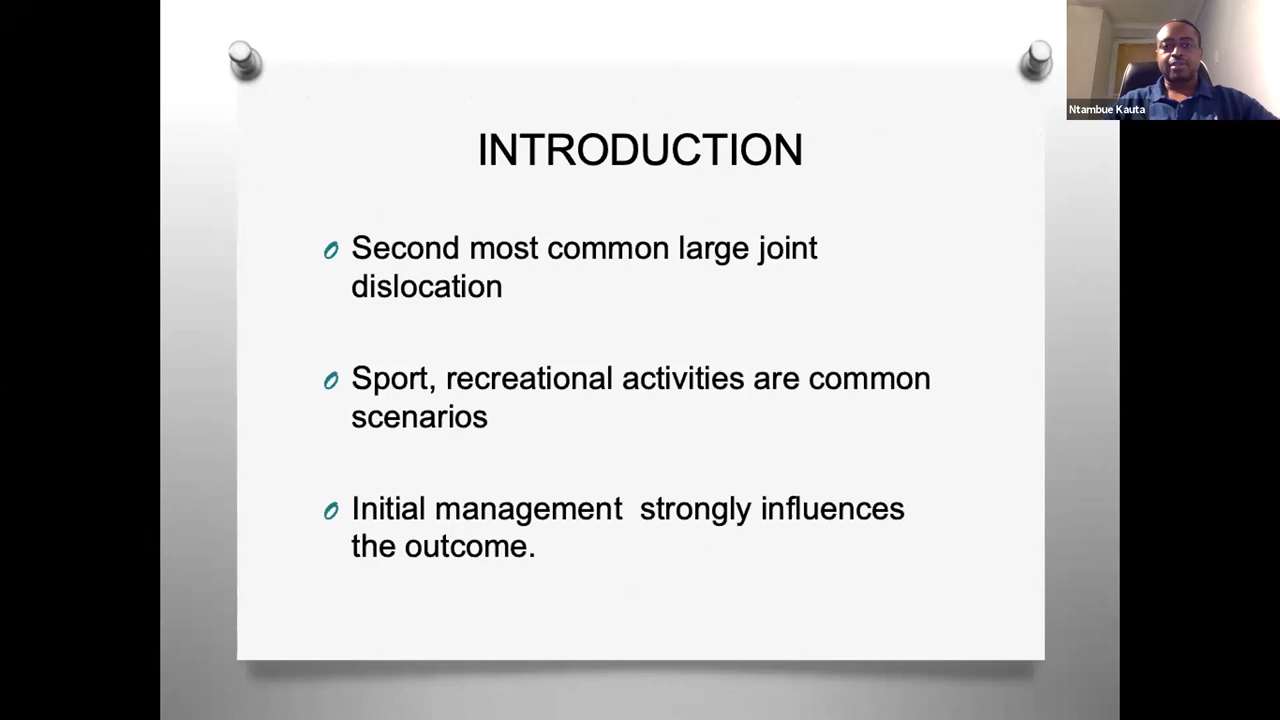 Ntambue Kauta
INTRODUCTION
Second most common large joint
dislocation
Sport, recreational activities are common
scenarios
Initial management  strongly influences
the outcome.